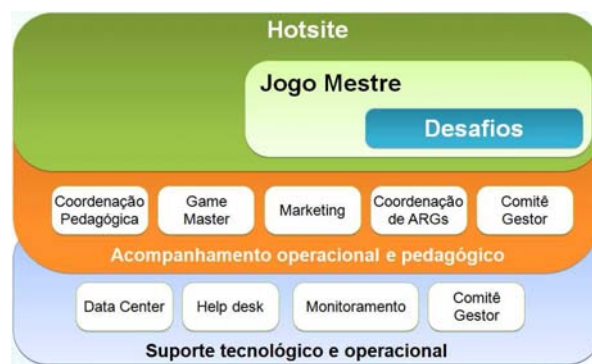 Hotsite
Jogo Mestre
Desafios
Coordenação
Pedagógica
Game
Master
Marketing
Coordenação
de ARGs
Comitê
Gestor
Acompanhamento operacional e pedagógico
Data Center
Help desk
Monitoramento
Comitê
Gestor
Suporte tecnológico e operacional